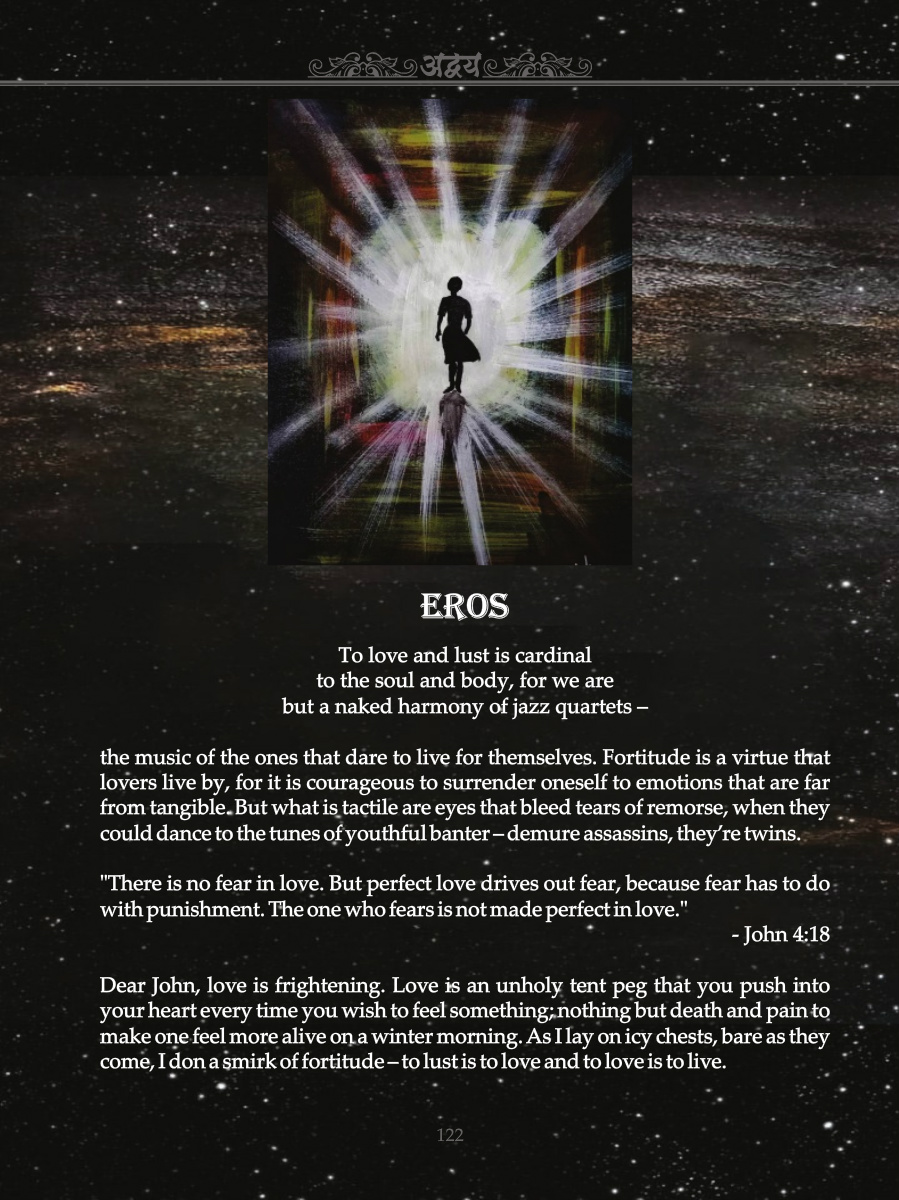 अद्वय
EROS
To love and lust is cardinal
to the soul and body, for we are
but a naked harmony of jazz quartets –
the music of the ones that dare to live for themselves. Fortitude is a virtue that
lovers live by, for it is courageous to surrender oneself to emotions that are far
from tangible. But what is tactile are eyes that bleed tears of remorse, when they
could dance to the tunes of youthful banter – demure assassins, they're twins.
"There is no fear in love. But perfect love drives out fear, because fear has to do
with punishment. The one who fears is not made perfect in love."
- John 4:18
Dear John, love is frightening. Love is an unholy tent peg that you push into
your heart every time you wish to feel something; nothing but death and pain to
make one feel more alive on a winter morning. As I lay on icy chests, bare as they
come, I don a smirk of fortitude – to lust is to love and to love is to live.
122